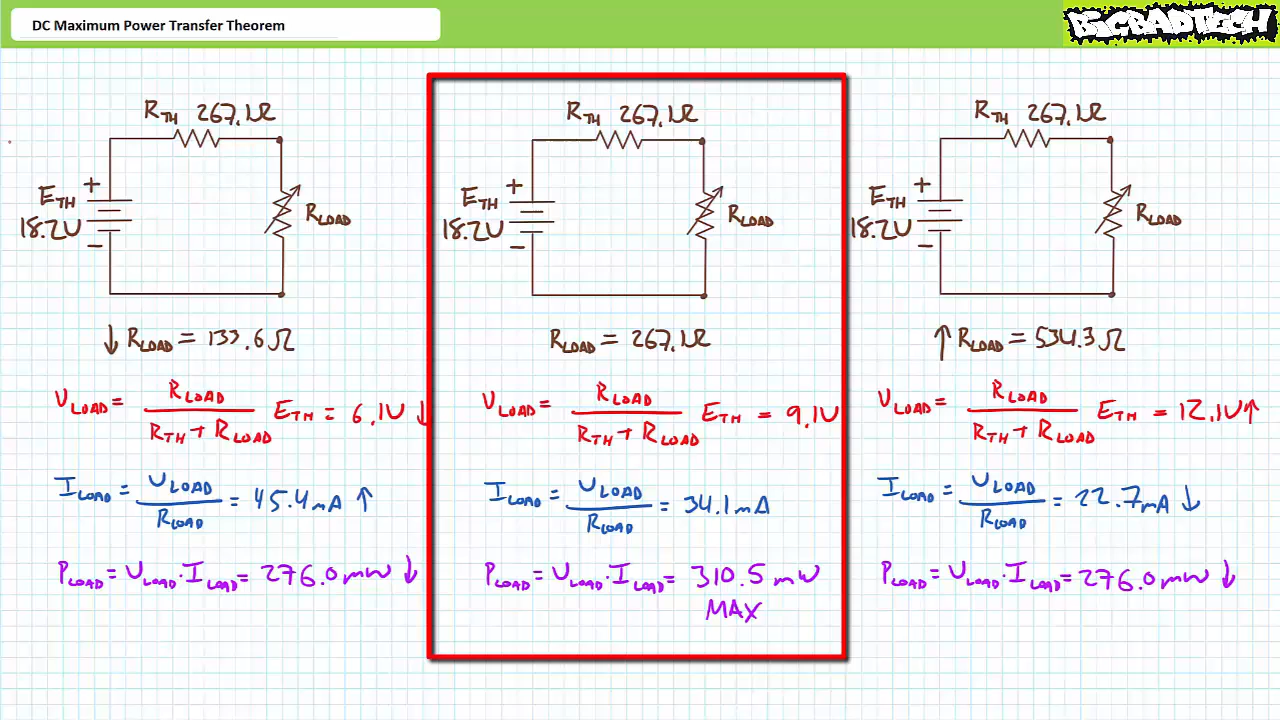 DC Maximum Power Transfer Theorem
BIGBADTECH
RTH 267.1Ω
ETH
18.2V
+
−
RLOAD
↓ RLOAD = 133.6Ω
VLOAD = RLOAD / RTH + RLOAD ETH = 6.1V ↓
ILOAD = VLOAD / RLOAD = 45.4mA ↑
PLOAD = VLOAD · ILOAD = 276.0mW ↓
RTH 267.1Ω
ETH
18.2V
+
−
RLOAD
RLOAD = 267.1Ω
VLOAD = RLOAD / RTH + RLOAD ETH = 9.1V
ILOAD = VLOAD / RLOAD = 34.1mA
PLOAD = VLOAD · ILOAD = 310.5mW
MAX
RTH 267.1Ω
ETH
18.2V
+
−
RLOAD
↑ RLOAD = 534.3Ω
VLOAD = RLOAD / RTH + RLOAD ETH = 12.1V ↑
ILOAD = VLOAD / RLOAD = 22.7mA ↓
PLOAD = VLOAD · ILOAD = 276.0mW ↓